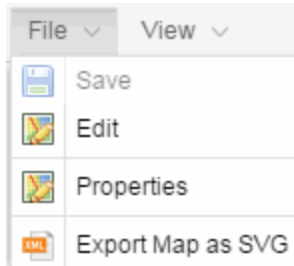 File View
Save
Edit
Properties
XML
Export Map as SVG